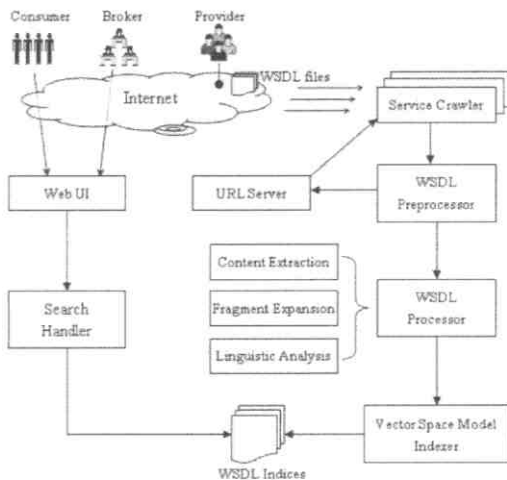 Consumer
Broker
Provider
WSDL files
Internet
Service Crawler
Web UI
URL Server
WSDL
Preprocessor
Content Extraction
Fragment Expansion
Linguistic Analysis
Search
Handler
WSDL
Processor
Vector Space Model
Indexer
WSDL Indices